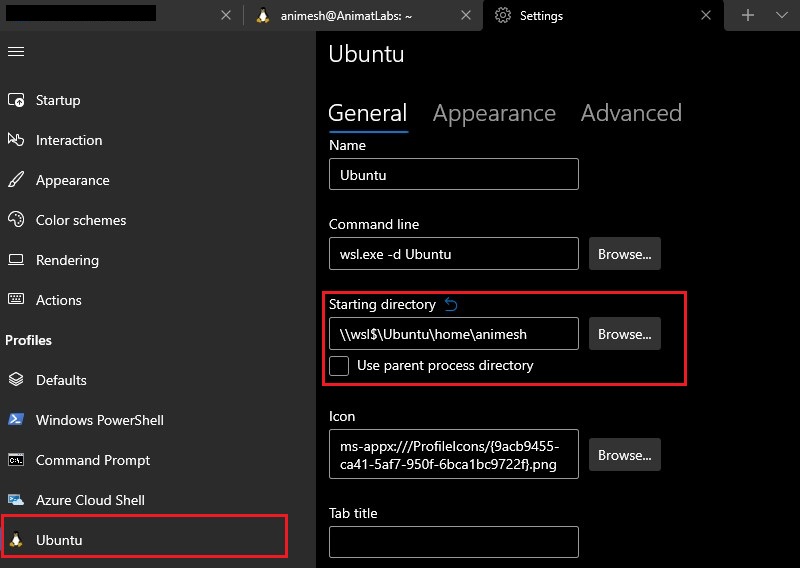 animesh@AnimatLabs: ~
Settings
Startup
Interaction
Appearance
Color schemes
Rendering
Actions
Profiles
Defaults
Windows PowerShell
Command Prompt
Azure Cloud Shell
Ubuntu
Ubuntu
General Appearance Advanced
Name
Ubuntu
Command line
wsl.exe -d Ubuntu Browse...
Starting directory
\\wsl$\Ubuntu\home\animesh Browse...
Use parent process directory
Icon
ms-appx:///ProfileIcons/{9acb9455-
ca41-5af7-950f-6bca1bc9722f}.png Browse...
Tab title